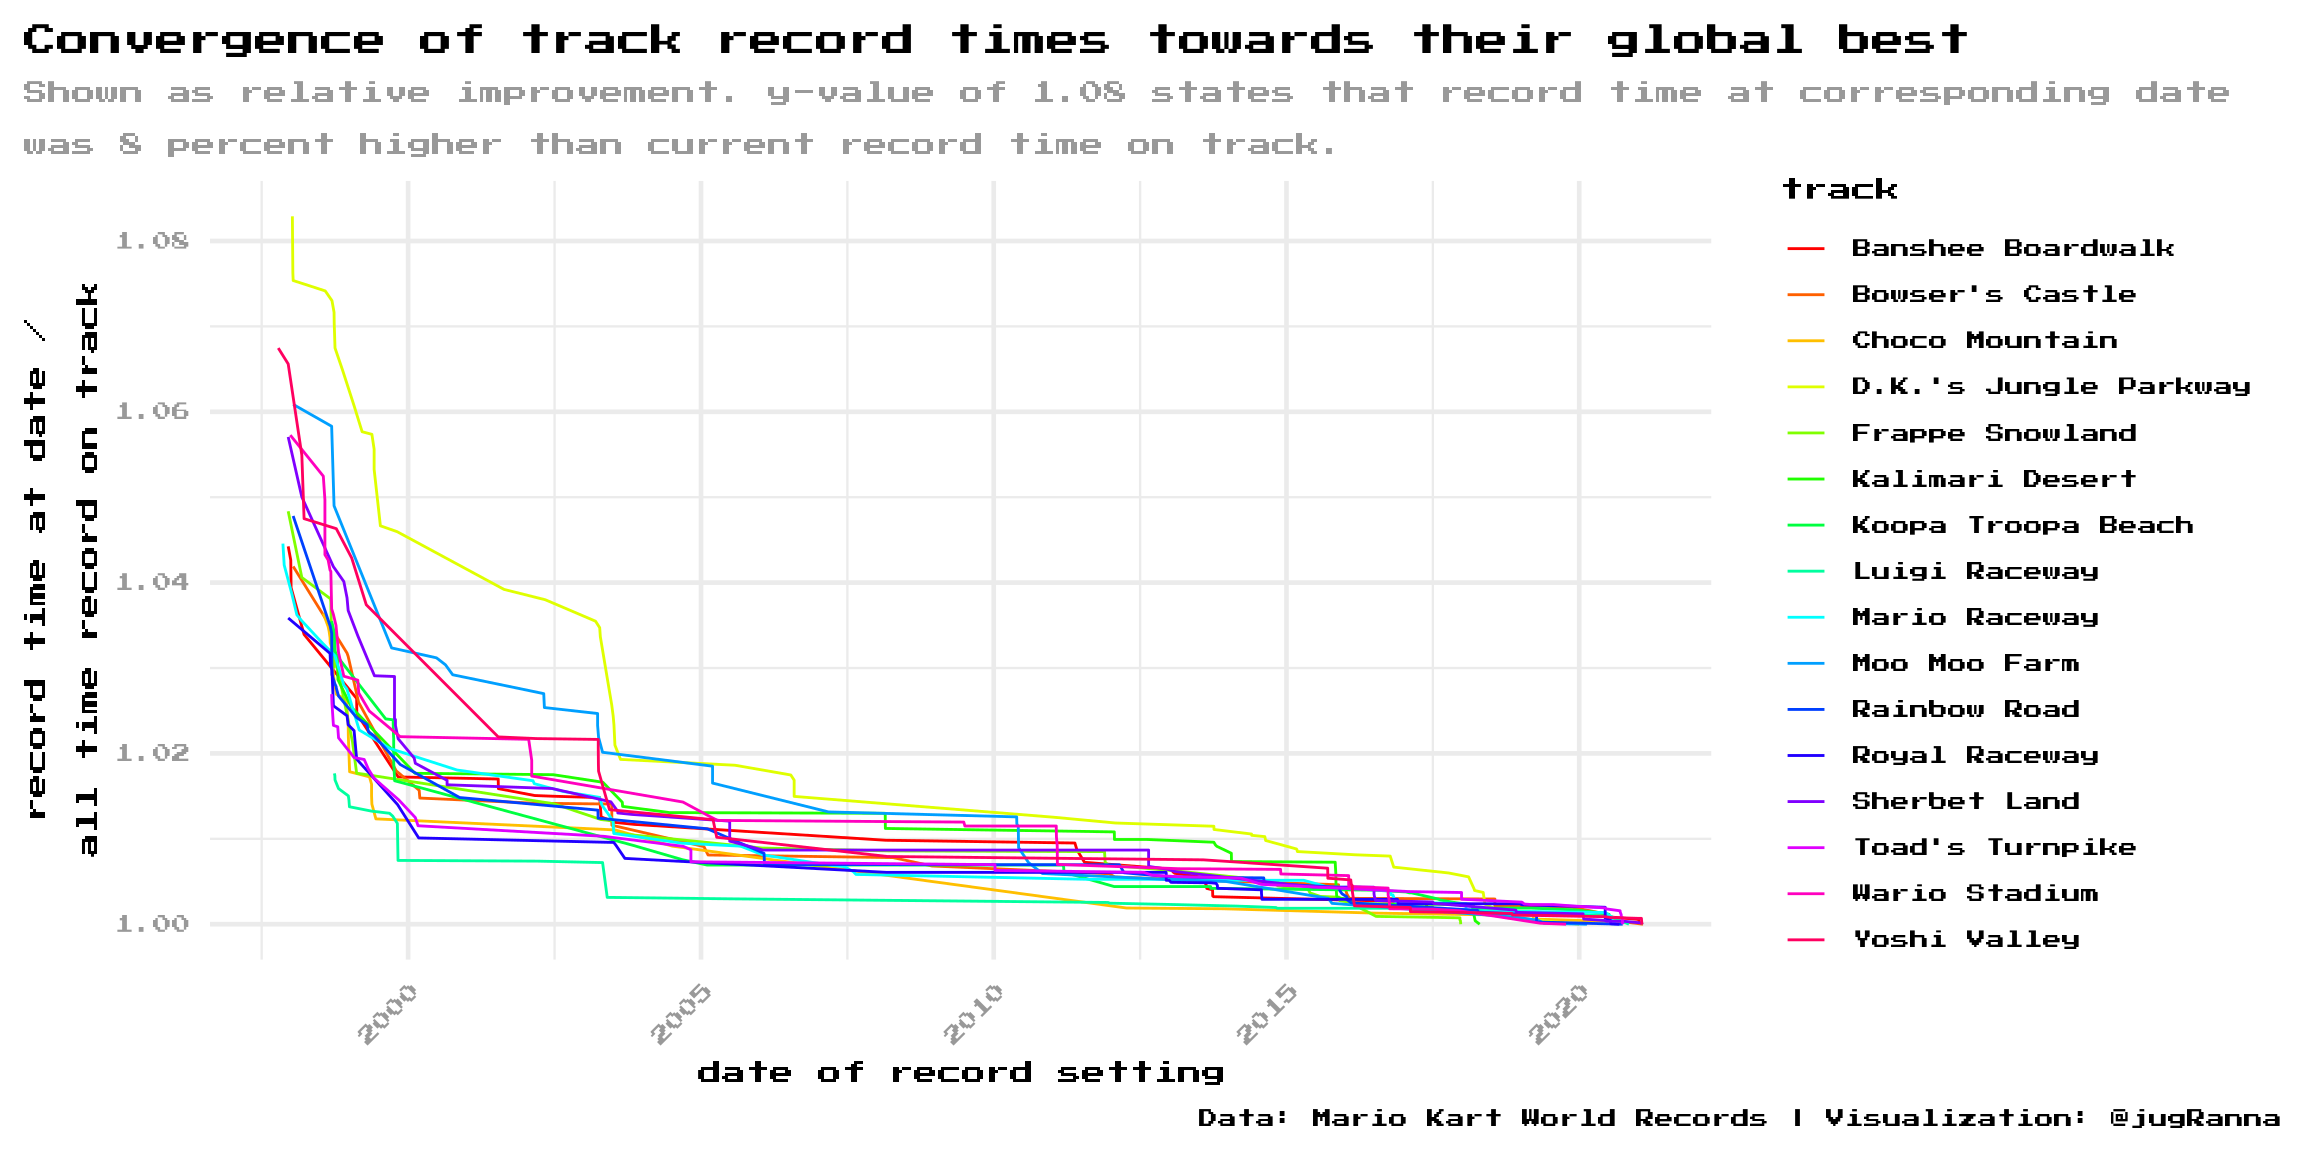 Convergence of track record times towards their global best
Shown as relative improvement. y-value of 1.08 states that record time at corresponding date
was 8 percent higher than current record time on track.
record time at date /
all time record on track
1.08
1.06
1.04
1.02
1.00
2000
2005
2010
2015
2020
date of record setting
track
Banshee Boardwalk
Bowser's Castle
Choco Mountain
D.K.'s Jungle Parkway
Frappe Snowland
Kalimari Desert
Koopa Troopa Beach
Luigi Raceway
Mario Raceway
Moo Moo Farm
Rainbow Road
Royal Raceway
Sherbet Land
Toad's Turnpike
Wario Stadium
Yoshi Valley
Data: Mario Kart World Records | Visualization: @jugRanna